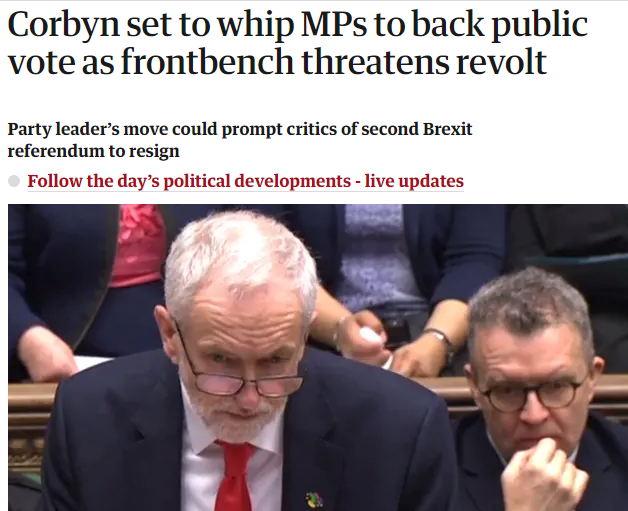 Corbyn set to whip MPs to back public
vote as frontbench threatens revolt
Party leader's move could prompt critics of second Brexit
referendum to resign
Follow the day's political developments - live updates